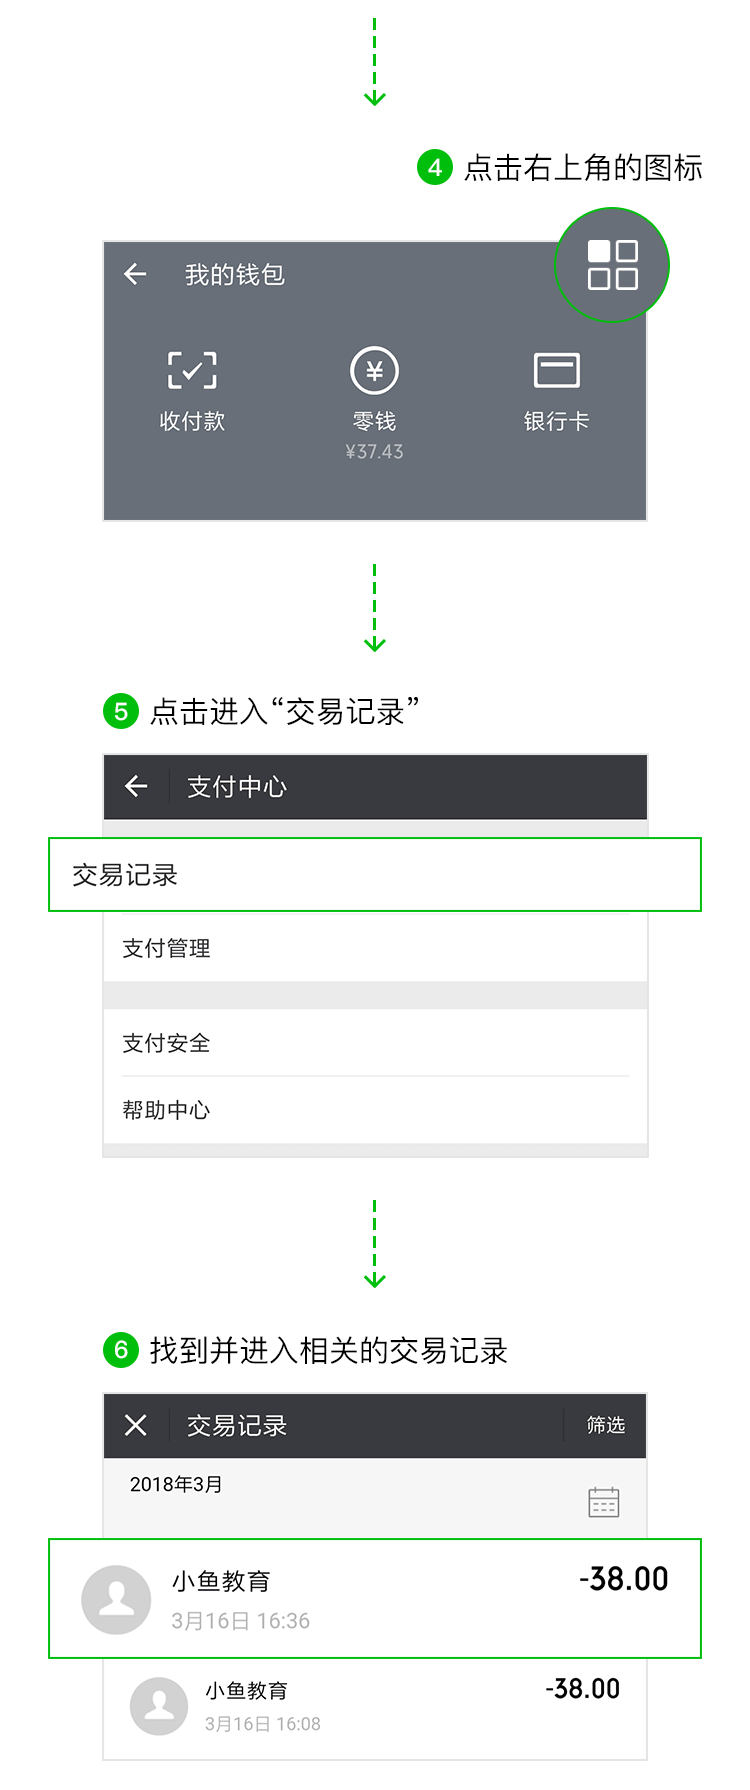 4 点击右上角的图标
我的钱包
收付款 零钱 银行卡
¥37.43
5 点击进入“交易记录”
支付中心
交易记录
支付管理
支付安全
帮助中心
6 找到并进入相关的交易记录
交易记录 筛选
2018年3月
小鱼教育 -38.00
3月16日 16:36
小鱼教育 -38.00
3月16日 16:08